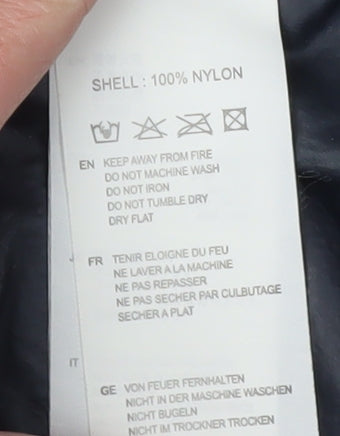 SHELL : 100% NYLON
EN KEEP AWAY FROM FIRE
DO NOT MACHINE WASH
DO NOT IRON
DO NOT TUMBLE DRY
DRY FLAT
FR TENIR ELOIGNE DU FEU
NE LAVER A LA MACHINE
NE PAS REPASSER
NE PAS SECHER PAR CULBUTAGE
SECHER A PLAT
IT
GE VON FEUER FERNHALTEN
NICHT IN DER MASCHINE WASCHEN
NICHT BUGELN
NICHT IM TROCKNER TROCKEN